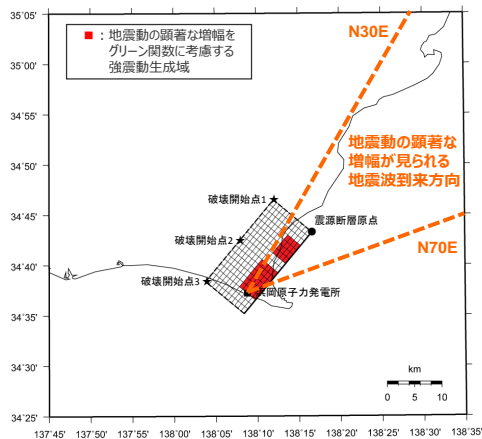 35˚05'
35˚00'
34˚55'
34˚50'
34˚45'
34˚40'
34˚35'
34˚30'
34˚25'
■：地震動の顕著な増幅を
グリーン関数に考慮する
強震動生成域
N30E
地震動の顕著な
増幅が見られる
地震波到来方向
破壊開始点1
震源断層原点
破壊開始点2
N70E
破壊開始点3
岡原子力発電所
km
0 5 10
137˚45' 137˚50' 137˚55' 138˚00' 138˚05' 138˚10' 138˚15' 138˚20' 138˚25' 138˚30' 138˚35'